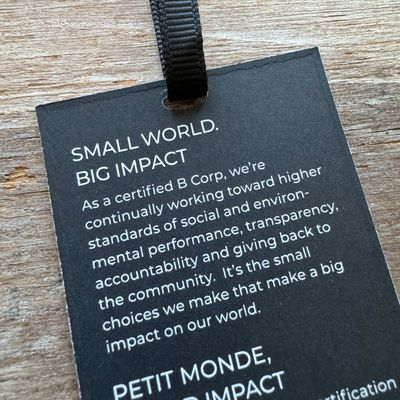 SMALL WORLD.
BIG IMPACT
As a certified B Corp, we're
continually working toward higher
standards of social and environ-
mental performance, transparency,
accountability and giving back to
the community. It's the small
choices we make that make a big
impact on our world.
PETIT MONDE,
IMPACT